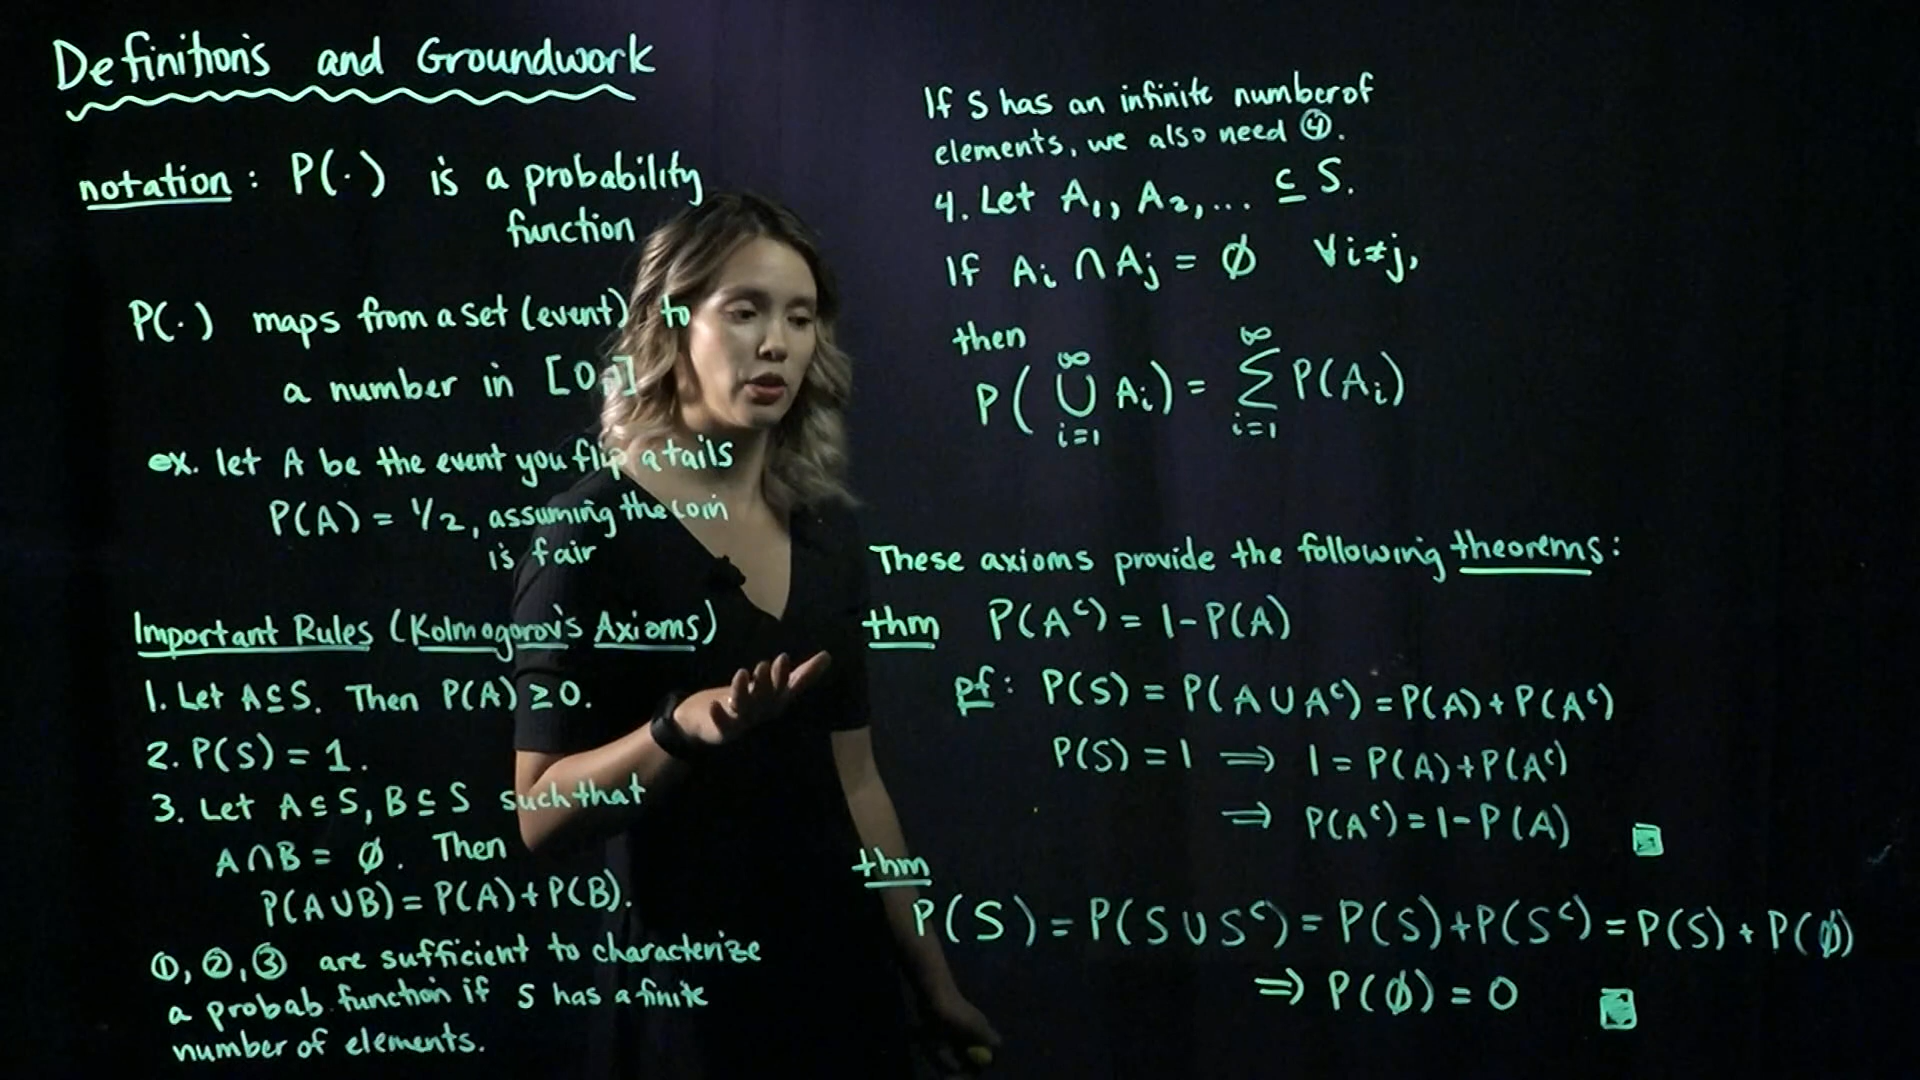 Definitions and Groundwork
notation: P(·) is a probability
function
P(·) maps from a set (event) to
a number in [0,1]
ex. let A be the event you flip a tails
P(A) = 1/2, assuming the coin
is fair
Important Rules (Kolmogorov's Axioms)
1. Let A⊆S. Then P(A) ≥ 0.
2. P(S) = 1.
3. Let A⊆S, B⊆S such that
A∩B = ∅. Then
P(A∪B) = P(A)+P(B).
①, ②, ③ are sufficient to characterize
a probab. function if S has a finite
number of elements.
If S has an infinite number of
elements, we also need ④.
4. Let A₁, A₂, ... ⊆ S.
If Aᵢ ∩ Aⱼ = ∅ ∀ i≠j,
then
P( ∞ ∪ i=1 Aᵢ) = ∞ Σ i=1 P(Aᵢ)
These axioms provide the following theorems:
thm P(Aᶜ) = 1-P(A)
pf: P(S) = P(A∪Aᶜ) = P(A)+P(Aᶜ)
P(S) = 1 ⟹ 1 = P(A)+P(Aᶜ)
⟹ P(Aᶜ) = 1-P(A)
thm
P(S) = P(S∪Sᶜ) = P(S)+P(Sᶜ) = P(S)+P(∅)
⟹ P(∅) = 0